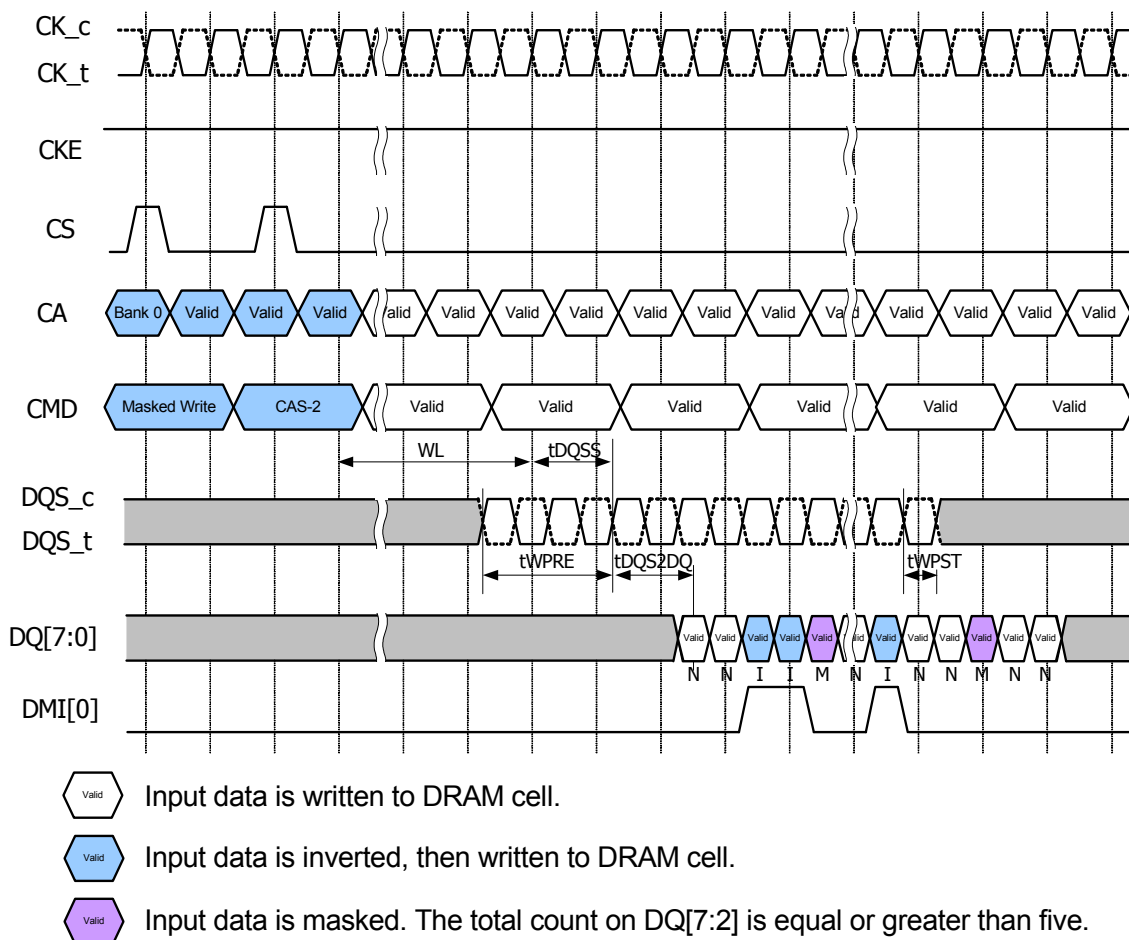 CK_c
CK_t
CKE
CS
CA Bank 0 Valid Valid Valid alid Valid Valid Valid Valid Valid Valid Valid Valid Valid Valid Valid
CMD Masked Write CAS-2 Valid Valid Valid Valid Valid Valid
WL tDQSS
DQS_c
DQS_t
tWPRE tDQS2DQ tWPST
DQ[7:0] Valid Valid Valid Valid Valid Valid Valid Valid Valid Valid Valid Valid
N N I I M N I N N M N N
DMI[0]
Valid Input data is written to DRAM cell.
Valid Input data is inverted, then written to DRAM cell.
Valid Input data is masked. The total count on DQ[7:2] is equal or greater than five.